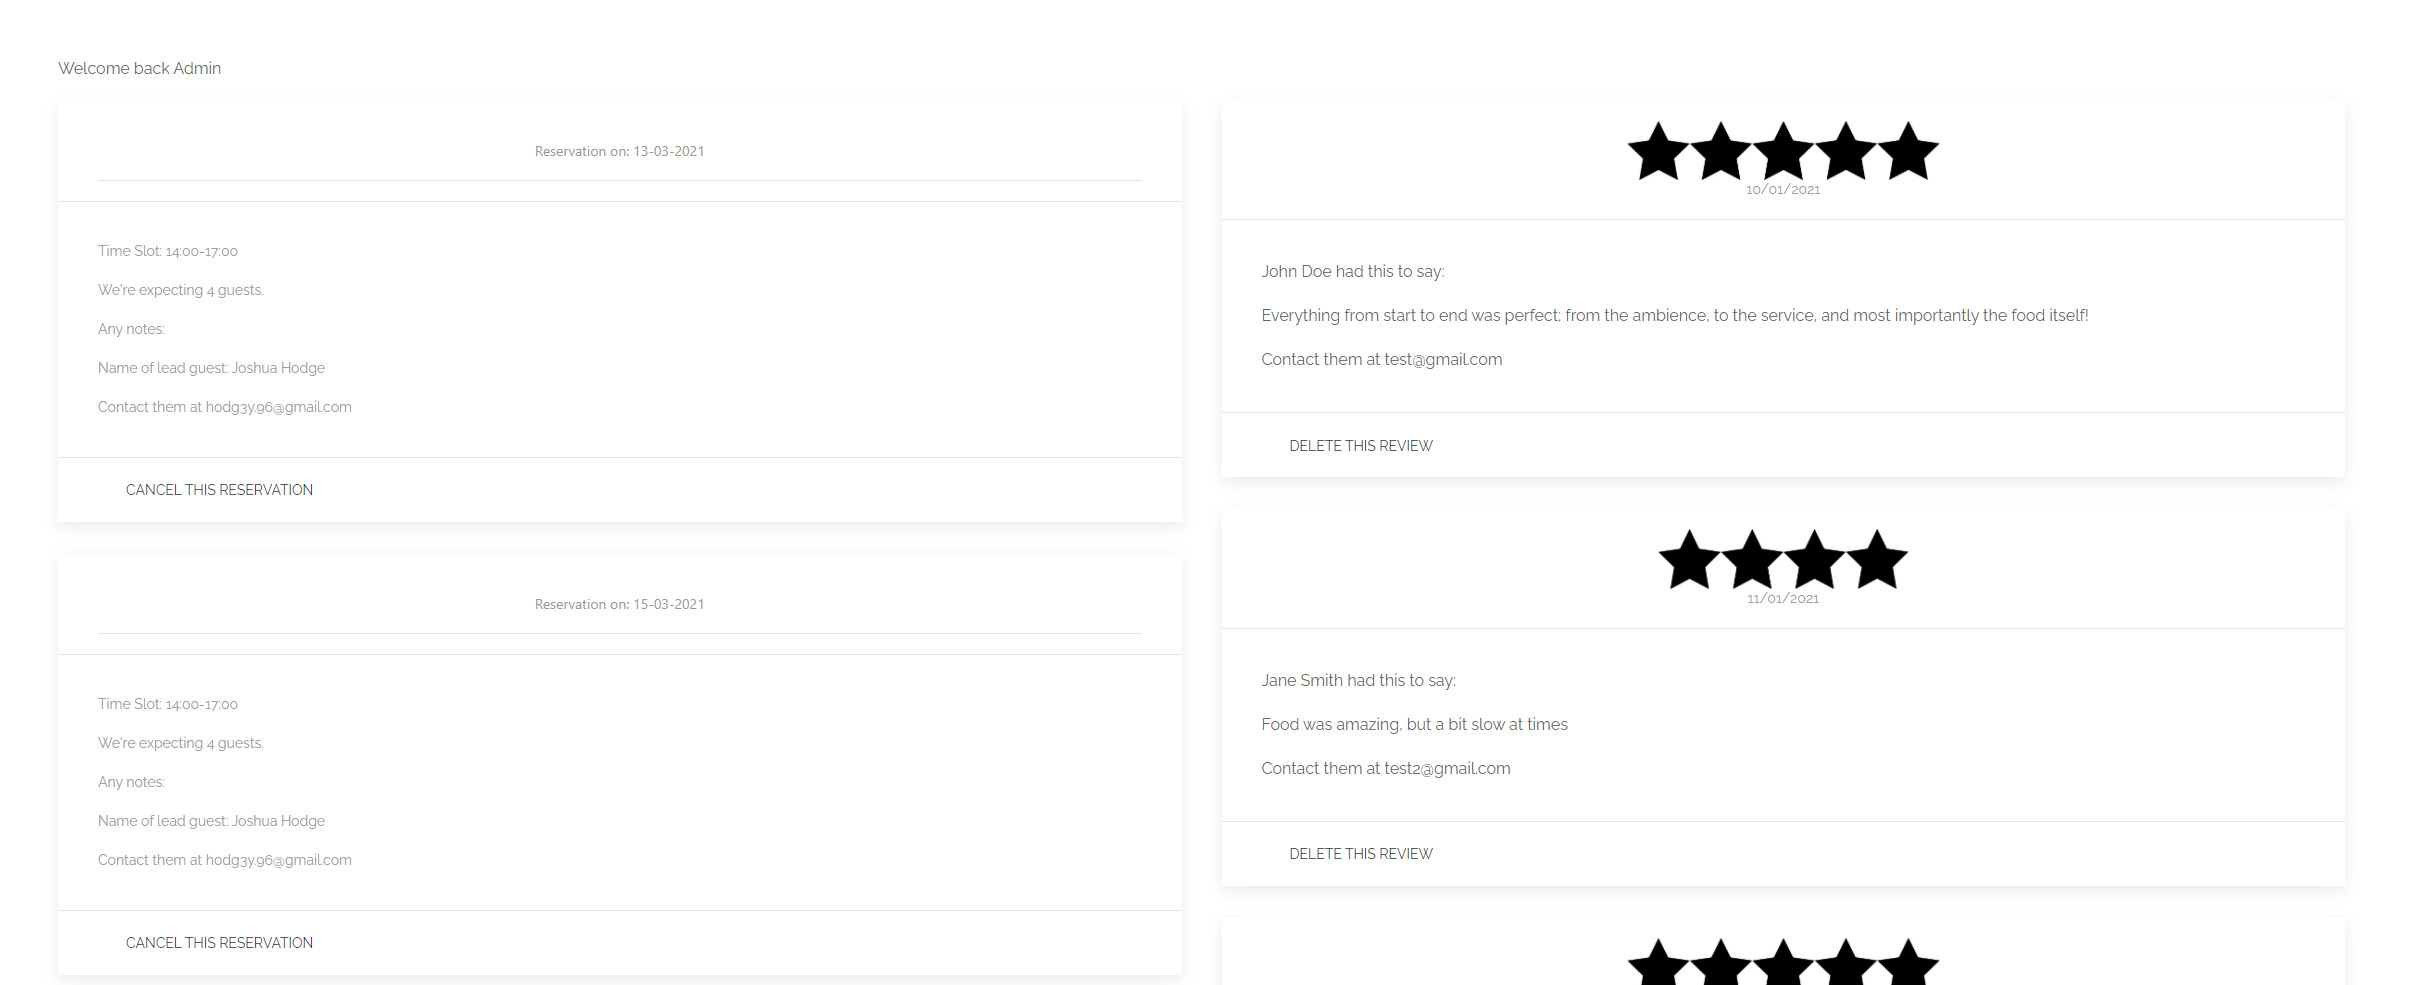 Welcome back Admin
Reservation on: 13-03-2021
Time Slot: 14:00-17:00
We're expecting 4 guests.
Any notes:
Name of lead guest: Joshua Hodge
Contact them at hodg3y.96@gmail.com
CANCEL THIS RESERVATION
Reservation on: 15-03-2021
Time Slot: 14:00-17:00
We're expecting 4 guests.
Any notes:
Name of lead guest: Joshua Hodge
Contact them at hodg3y.96@gmail.com
CANCEL THIS RESERVATION
10/01/2021
John Doe had this to say:
Everything from start to end was perfect; from the ambience, to the service, and most importantly the food itself!
Contact them at test@gmail.com
DELETE THIS REVIEW
11/01/2021
Jane Smith had this to say:
Food was amazing, but a bit slow at times
Contact them at test2@gmail.com
DELETE THIS REVIEW